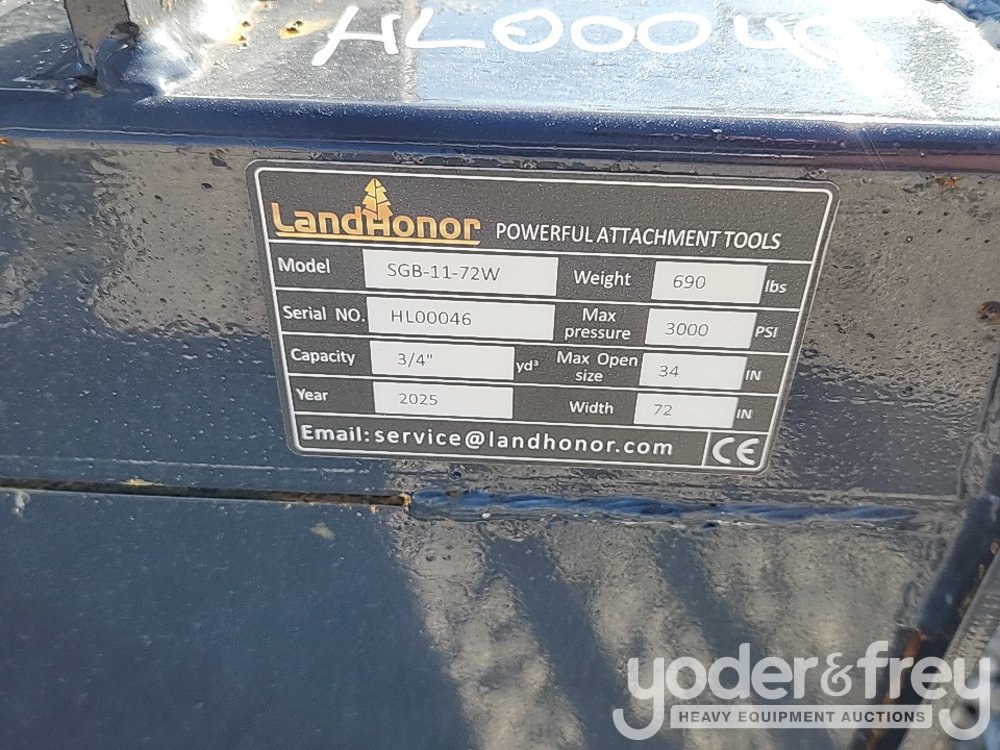 HL00046
LandHonor POWERFUL ATTACHMENT TOOLS
Model SGB-11-72W Weight 690 lbs
Serial NO. HL00046 Max pressure 3000 PSI
Capacity 3/4" yd³ Max Open size 34 IN
Year 2025 Width 72 IN
Email: service@landhonor.com CE
yoder&frey
HEAVY EQUIPMENT AUCTIONS